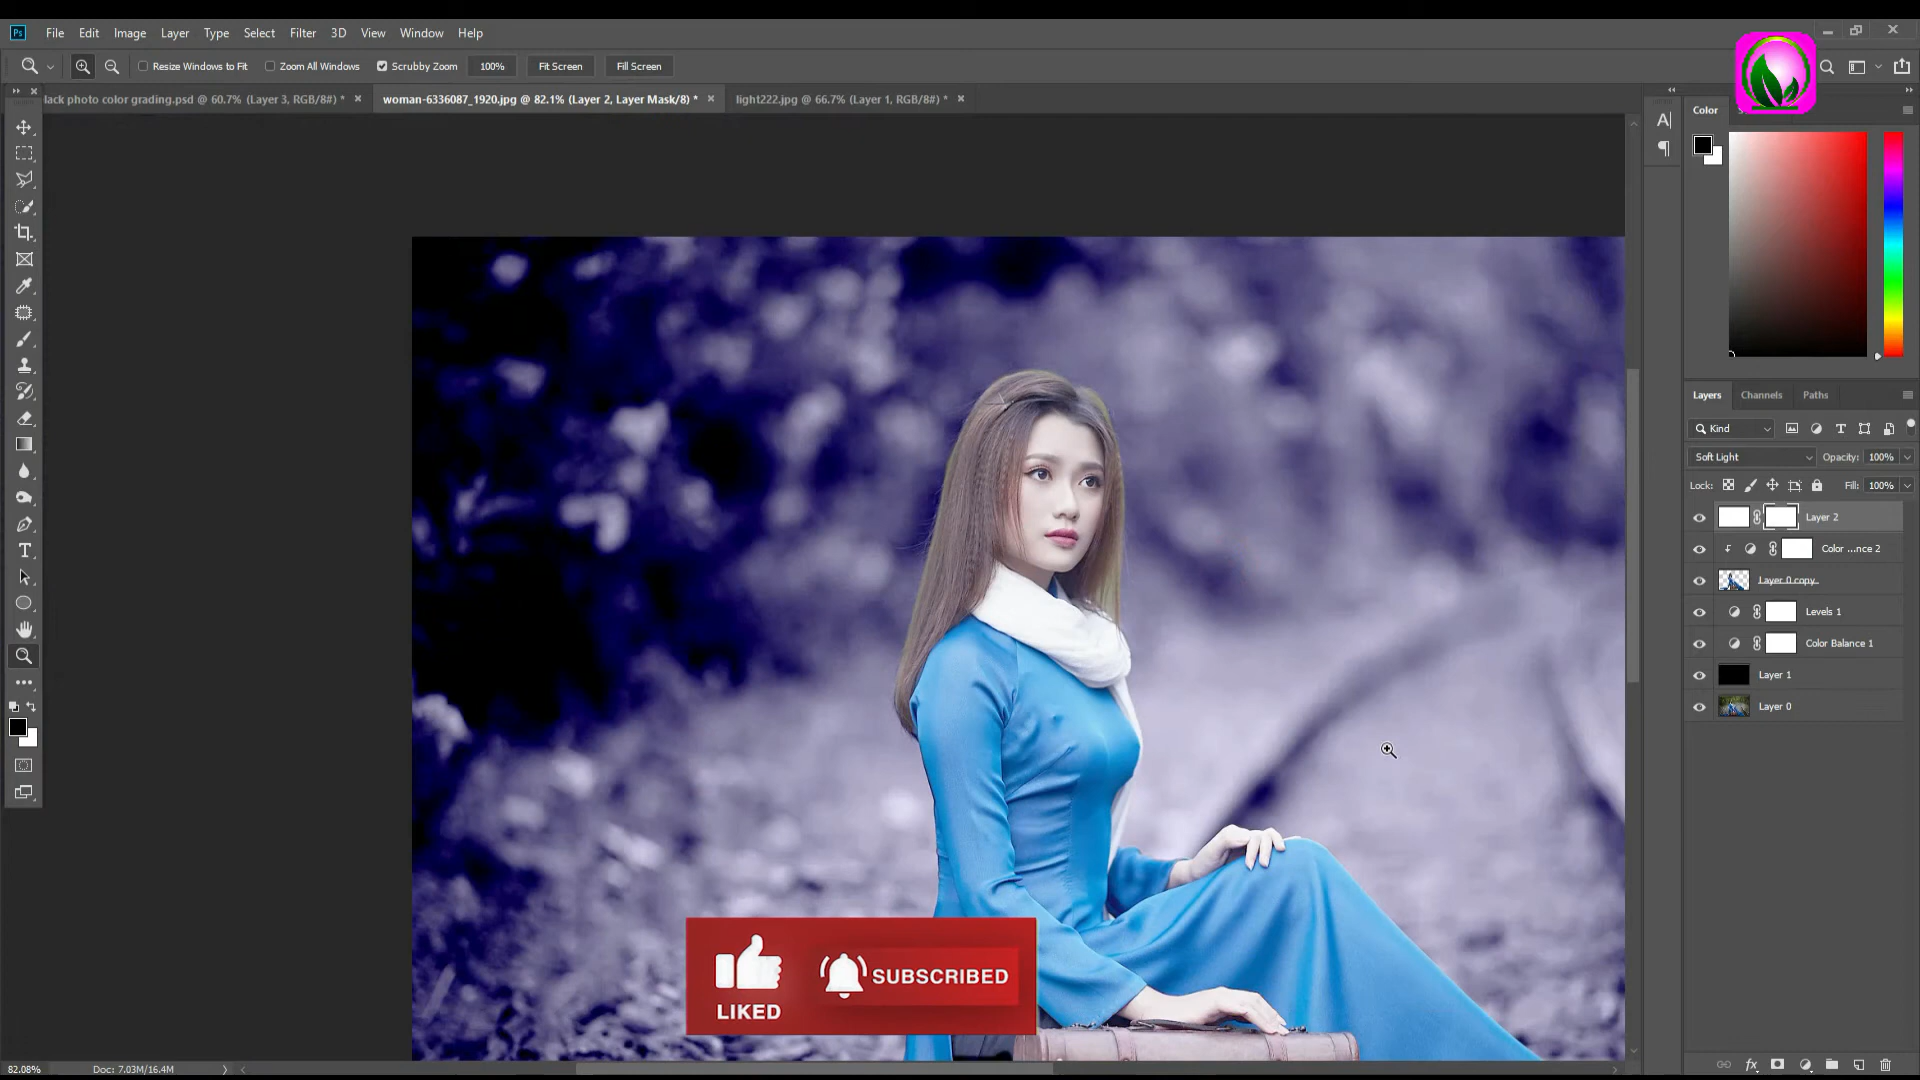 Ps File Edit Image Layer Type Select Filter 3D View Window Help
Resize Windows to Fit Zoom All Windows Scrubby Zoom 100% Fit Screen Fill Screen
lack photo color grading.psd @ 60.7% (Layer 3, RGB/8#) * woman-6336087_1920.jpg @ 82.1% (Layer 2, Layer Mask/8) * light222.jpg @ 66.7% (Layer 1, RGB/8#) *
Color
Layers Channels Paths
Kind
Soft Light Opacity: 100%
Lock: Fill: 100%
Layer 2
Color ...nce 2
Layer 0 copy
Levels 1
Color Balance 1
Layer 1
Layer 0
LIKED
SUBSCRIBED
82.08% Doc: 7.03M/16.4M